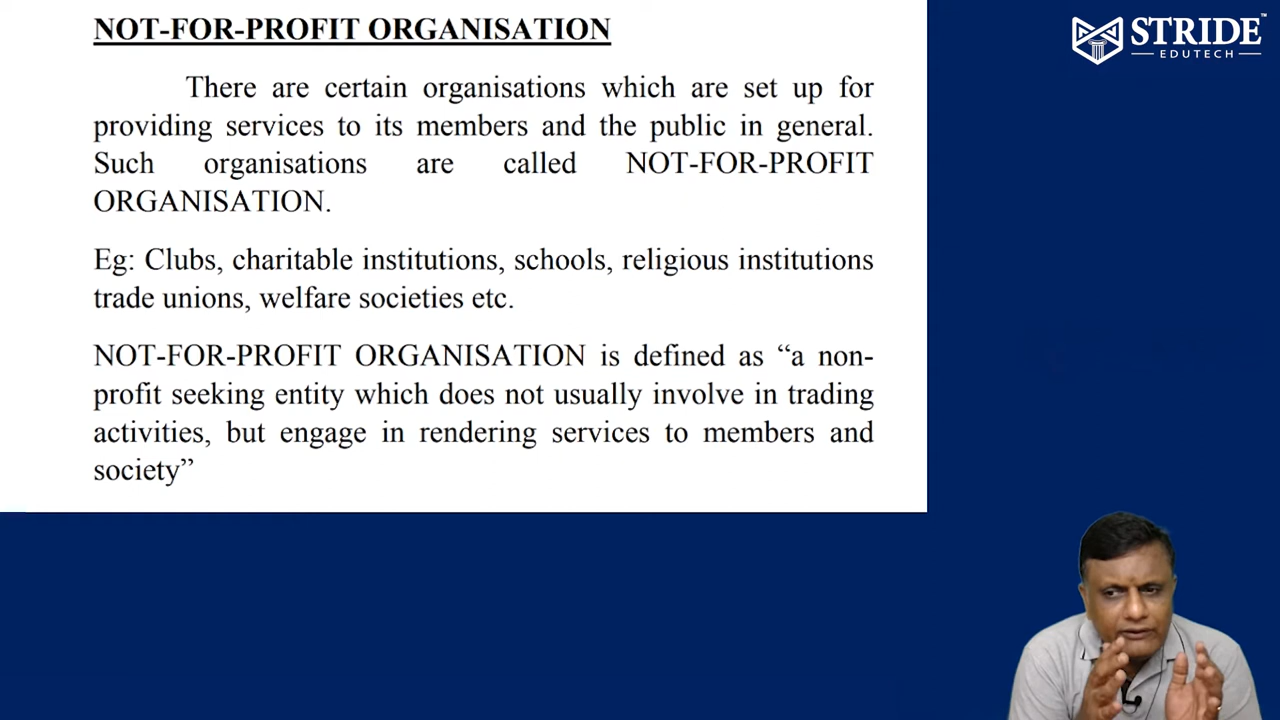 NOT-FOR-PROFIT ORGANISATION
STRIDE™
EDUTECH
There are certain organisations which are set up for
providing services to its members and the public in general.
Such organisations are called NOT-FOR-PROFIT
ORGANISATION.
Eg: Clubs, charitable institutions, schools, religious institutions
trade unions, welfare societies etc.
NOT-FOR-PROFIT ORGANISATION is defined as “a non-
profit seeking entity which does not usually involve in trading
activities, but engage in rendering services to members and
society”